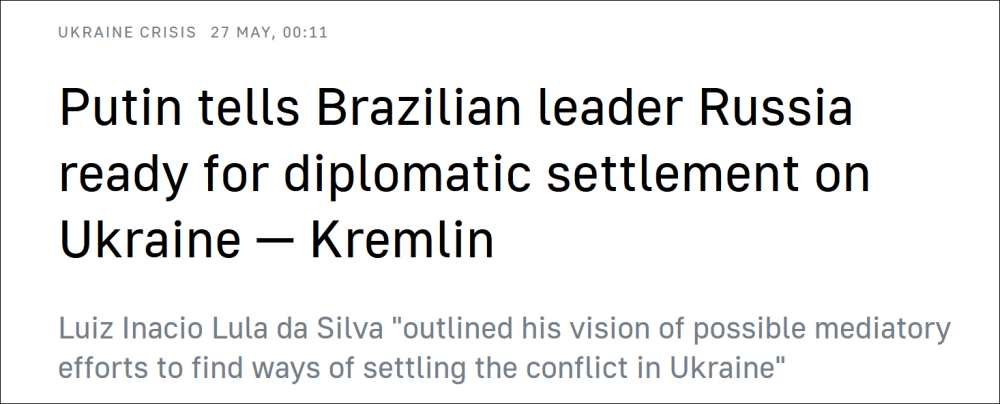 UKRAINE CRISIS 27 MAY, 00:11
Putin tells Brazilian leader Russia
ready for diplomatic settlement on
Ukraine — Kremlin
Luiz Inacio Lula da Silva "outlined his vision of possible mediatory
efforts to find ways of settling the conflict in Ukraine"